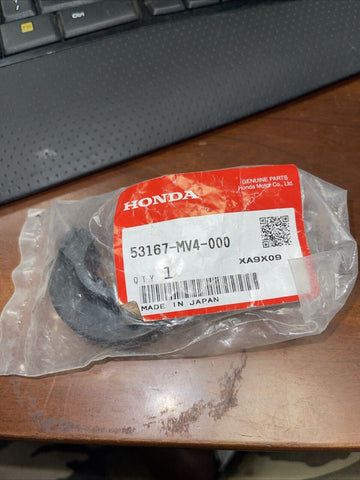 HONDA
GENUINE PARTS
Honda Motor Co., Ltd.
53167-MV4-000
QTY 1
XA9X09
MADE IN JAPAN